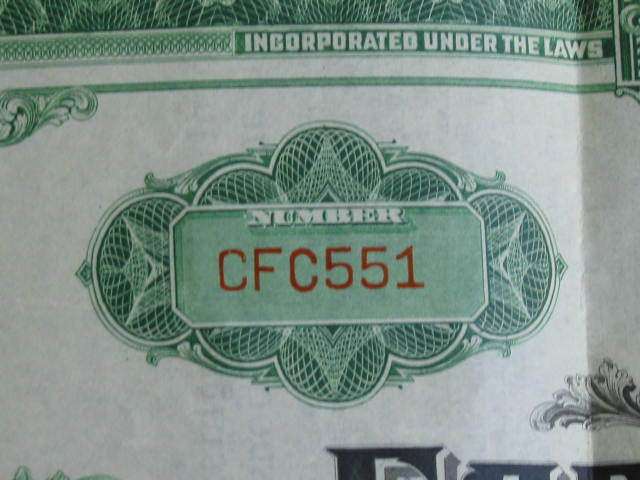 INCORPORATED UNDER THE LAWS
NUMBER
CFC551